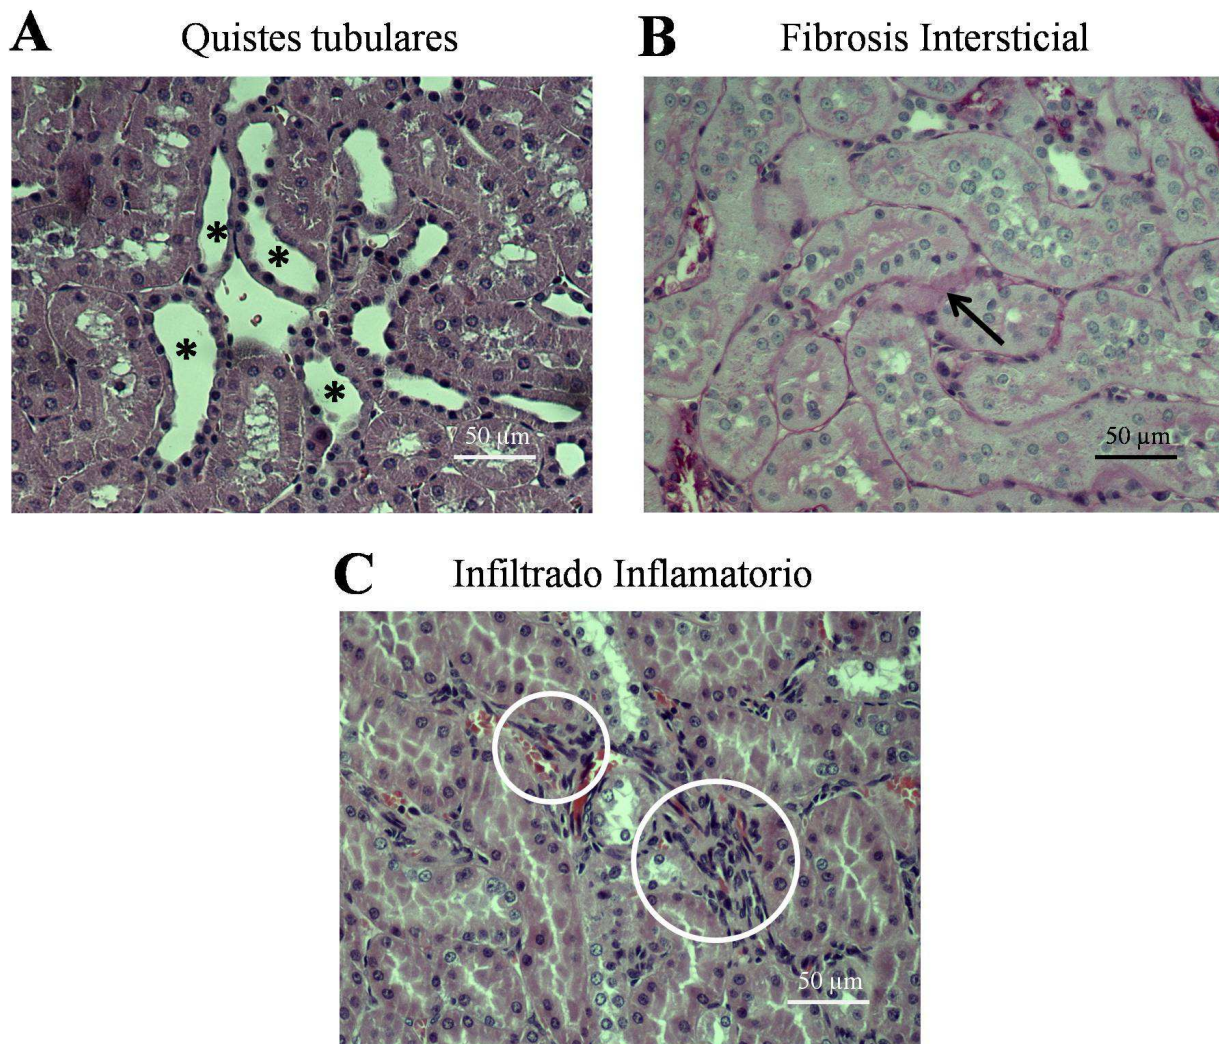 A Quistes tubulares
B Fibrosis Intersticial
* * * *
50 µm
50 µm
C Infiltrado Inflamatorio
50 µm